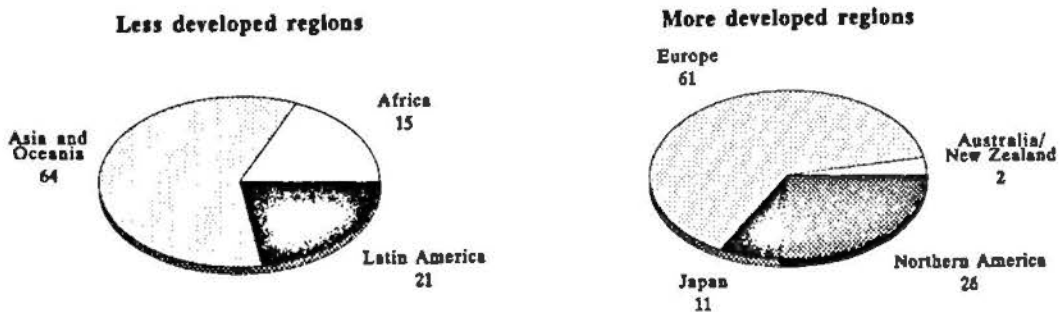 Less developed regions
Africa
15
Asia and
Oceania
64
Latin America
21
More developed regions
Europe
61
Australia/
New Zealand
2
Northern America
26
Japan
11